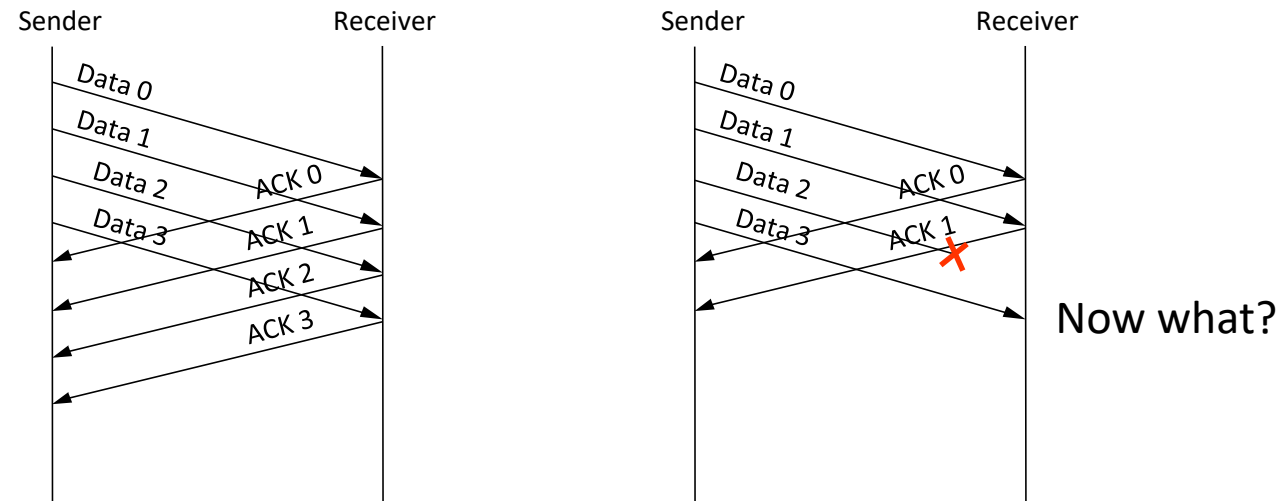 Sender
Receiver
Data 0
Data 1
Data 2
Data 3
ACK 0
ACK 1
ACK 2
ACK 3
Sender
Receiver
Data 0
Data 1
Data 2
Data 3
ACK 0
ACK 1
Now what?